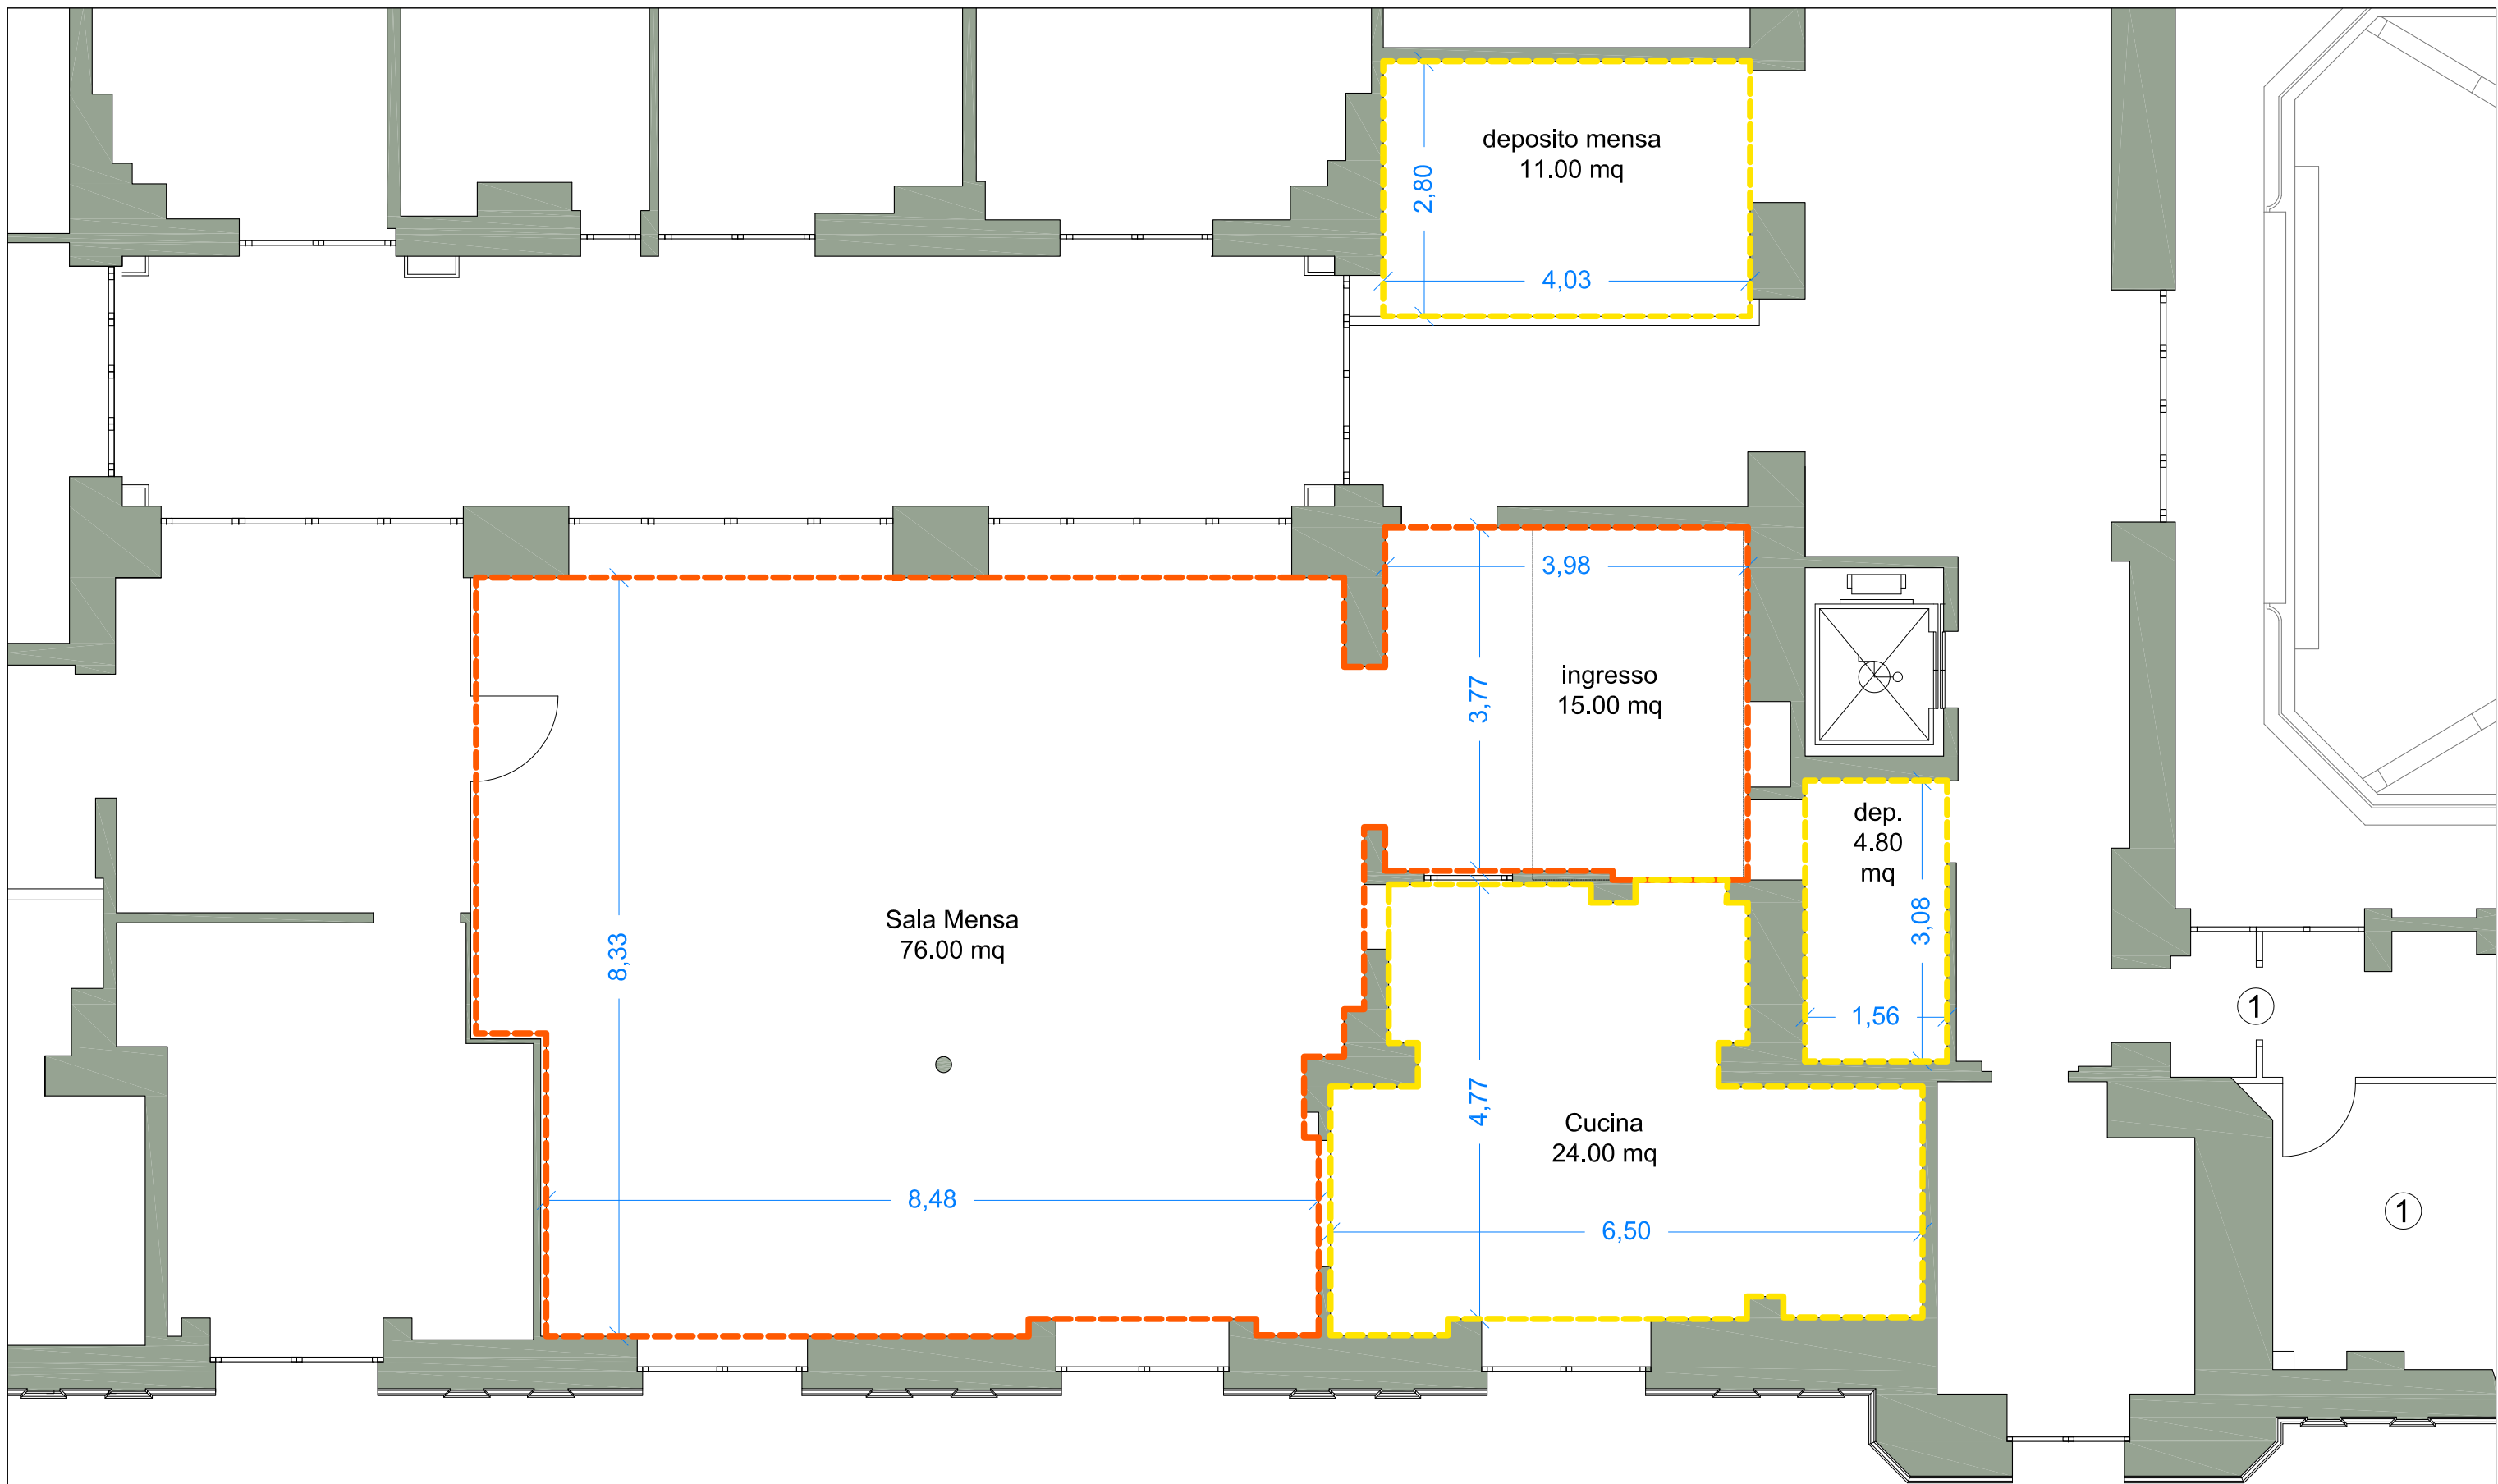 deposito mensa
11.00 mq
2,80
4,03
3,98
ingresso
15.00 mq
3,77
dep.
4.80
mq
3,08
1,56
Sala Mensa
76.00 mq
8,33
8,48
4,77
Cucina
24.00 mq
6,50
1
1